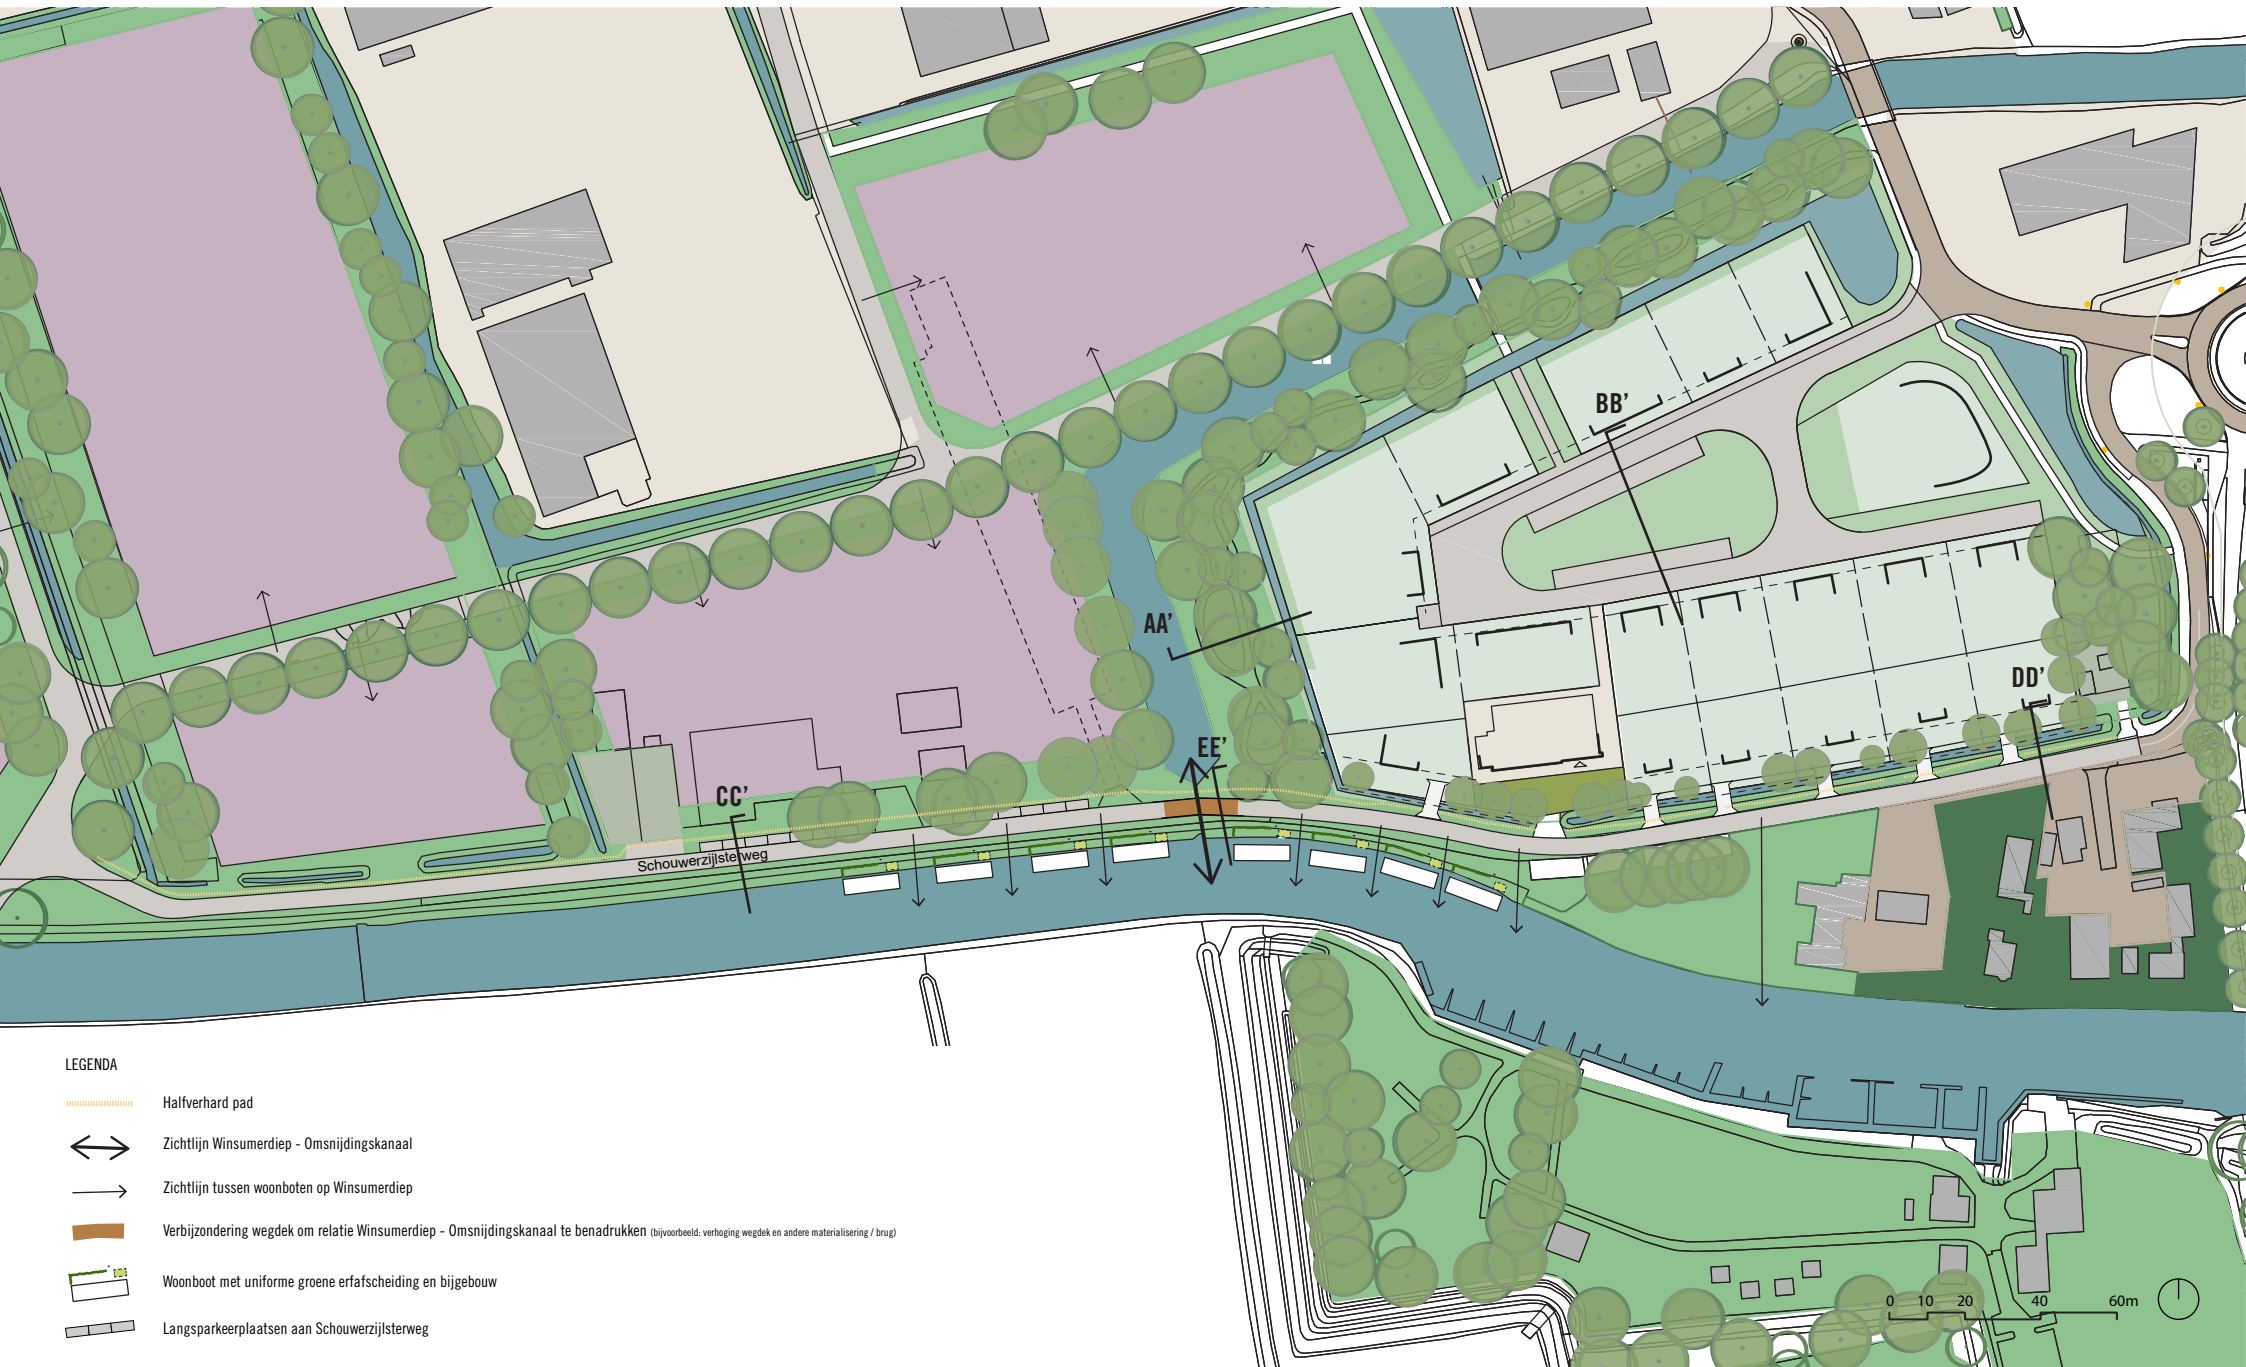 BB'
AA'
DD'
EE'
CC'
Schouwerzijlsterweg
LEGENDA
Halfverhard pad
Zichtlijn Winsumerdiep - Omsnijdingskanaal
Zichtlijn tussen woonboten op Winsumerdiep
Verbijzondering wegdek om relatie Winsumerdiep - Omsnijdingskanaal te benadrukken (bijvoorbeeld: verhoging wegdek en andere materialisering / brug)
Woonboot met uniforme groene erfafscheiding en bijgebouw
Langsparkeerplaatsen aan Schouwerzijlsterweg
0 10 20 40 60m